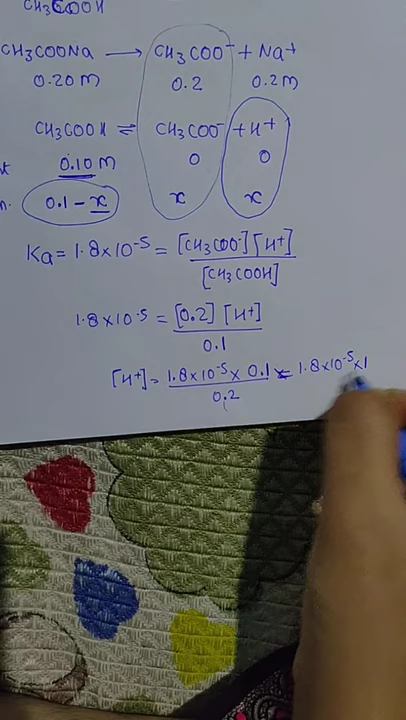 CH3COOH
CH3COONa ⟶ CH3COO⁻ + Na⁺
0.20 M 0.2 0.2 M
CH3COOH ⇌ CH3COO⁻ + H⁺
0.10 M 0 0
0.1 - x x x
Ka = 1.8×10⁻⁵ = [CH3COO⁻][H⁺] / [CH3COOH]
1.8×10⁻⁵ = [0.2] [H⁺] / 0.1
[H⁺] = 1.8×10⁻⁵ × 0.1 / 0.2 = 1.8×10⁻⁵×1